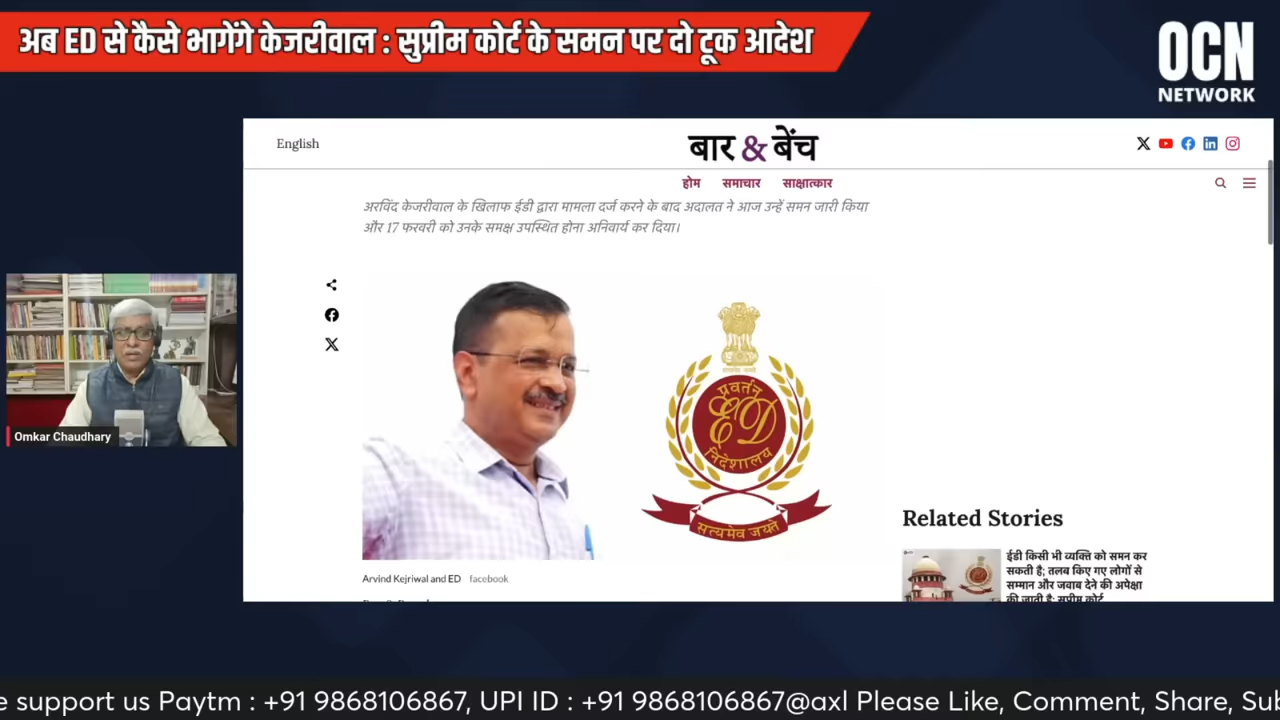 अब ED से कैसे भागेंगे केजरीवाल : सुप्रीम कोर्ट के समन पर दो टूक आदेश
OCN
NETWORK
English
बार & बेंच
होम समाचार साक्षात्कार
अरविंद केजरीवाल के खिलाफ ईडी द्वारा मामला दर्ज करने के बाद अदालत ने आज उन्हें समन जारी किया
और 17 फरवरी को उनके समक्ष उपस्थित होना अनिवार्य कर दिया।
प्रवर्तन
ED
निदेशालय
सत्यमेव जयते
Omkar Chaudhary
Arvind Kejriwal and ED facebook
Related Stories
ईडी किसी भी व्यक्ति को समन कर
सकती है; तलब किए गए लोगों से
सम्मान और जवाब देने की अपेक्षा
की जाती है: सुप्रीम कोर्ट
e support us Paytm : +91 9868106867, UPI ID : +91 9868106867@axl Please Like, Comment, Share, Sub